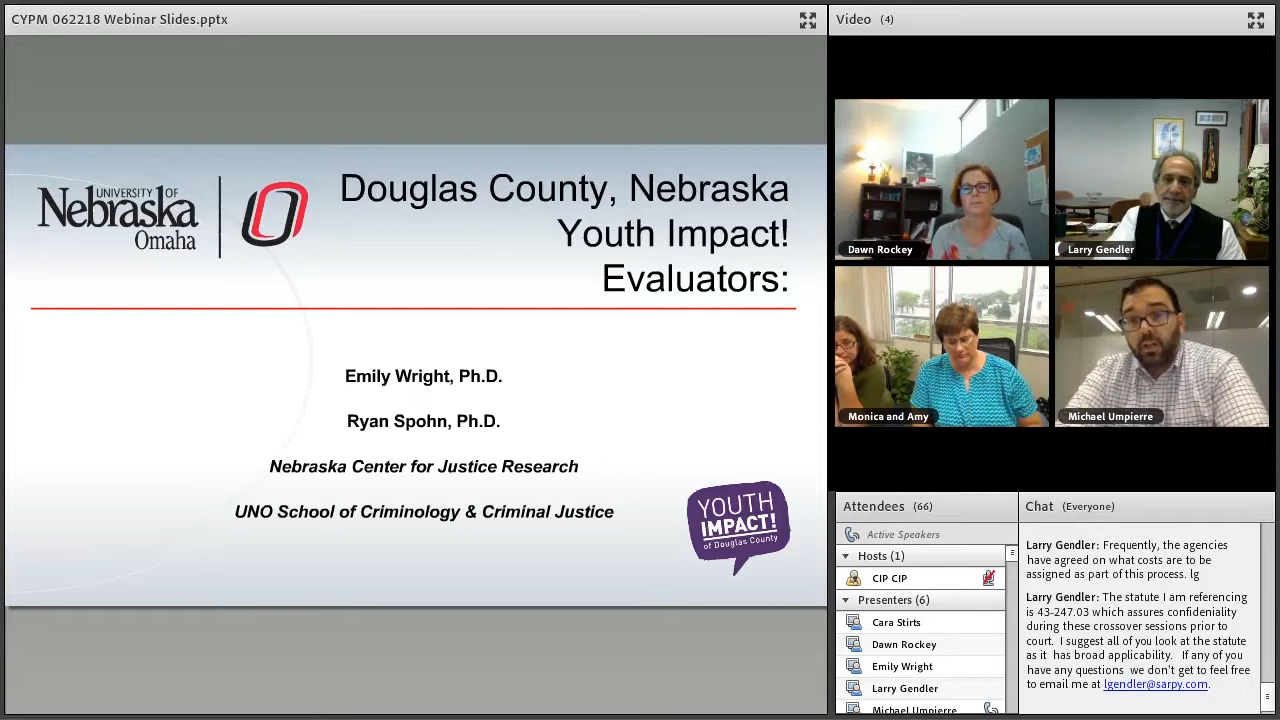 CYPM 062218 Webinar Slides.pptx
UNIVERSITY OF
Nebraska
Omaha
Douglas County, Nebraska
Youth Impact!
Evaluators:
Emily Wright, Ph.D.
Ryan Spohn, Ph.D.
Nebraska Center for Justice Research
UNO School of Criminology & Criminal Justice
YOUTH
IMPACT!
of Douglas County
Video (4)
Dawn Rockey
Larry Gendler
Monica and Amy
Michael Umpierre
Attendees (66)
Active Speakers
Hosts (1)
CIP CIP
Presenters (6)
Cara Stirts
Dawn Rockey
Emily Wright
Larry Gendler
Michael Umpierre
Chat (Everyone)
Larry Gendler: Frequently, the agencies
have agreed on what costs are to be
assigned as part of this process. lg
Larry Gendler: The statute I am referencing
is 43-247.03 which assures confideniality
during these crossover sessions prior to
court. I suggest all of you look at the statute
as it has broad applicability. If any of you
have any questions we don't get to feel free
to email me at lgendler@sarpy.com.